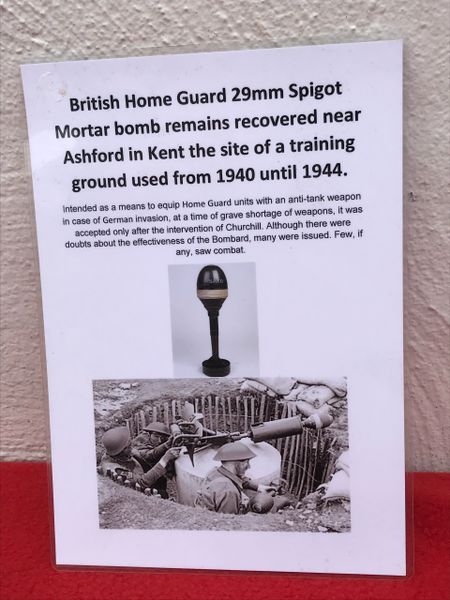 British Home Guard 29mm Spigot
Mortar bomb remains recovered near
Ashford in Kent the site of a training
ground used from 1940 until 1944.
Intended as a means to equip Home Guard units with an anti-tank weapon
in case of German invasion, at a time of grave shortage of weapons, it was
accepted only after the intervention of Churchill. Although there were
doubts about the effectiveness of the Bombard, many were issued. Few, if
any, saw combat.